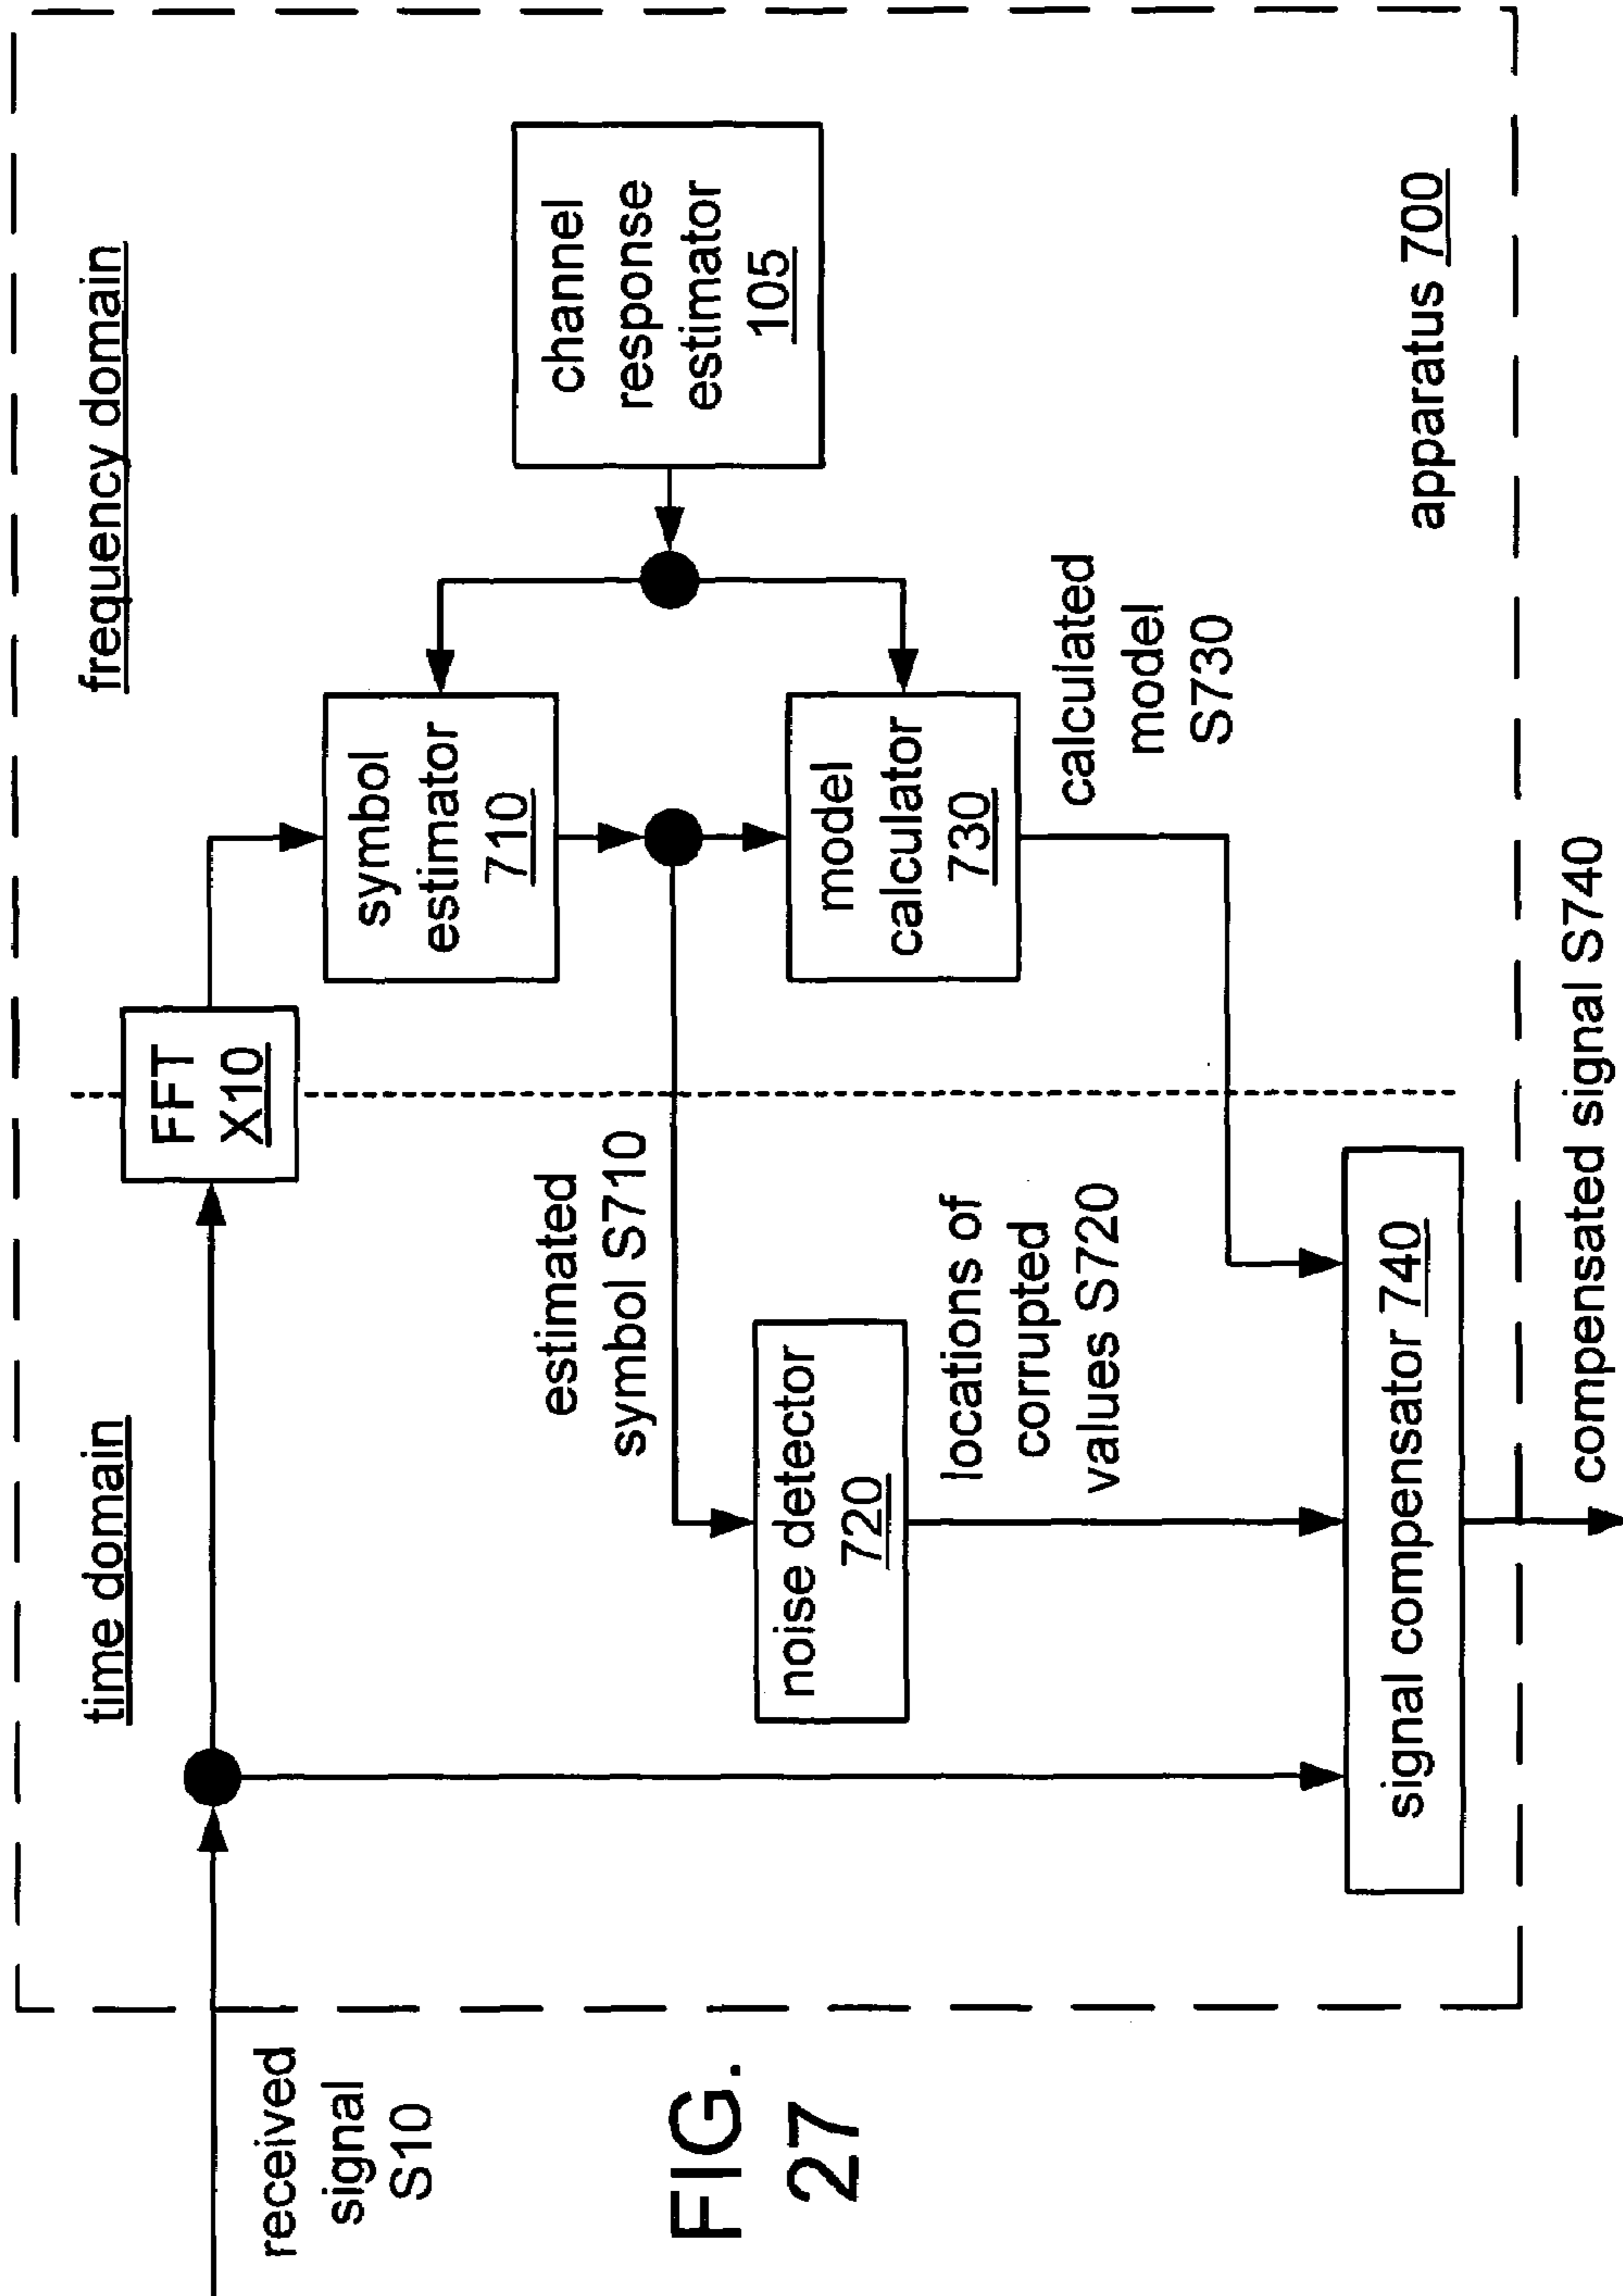 time domain
frequency domain
received
signal
S10
FFT
X10
symbol
estimator
710
channel
response
estimator
105
estimated
symbol S710
noise detector
720
model
calculator
730
locations of
corrupted
values S720
calculated
model
S730
signal compensator 740
apparatus 700
compensated signal S740
FIG.
27